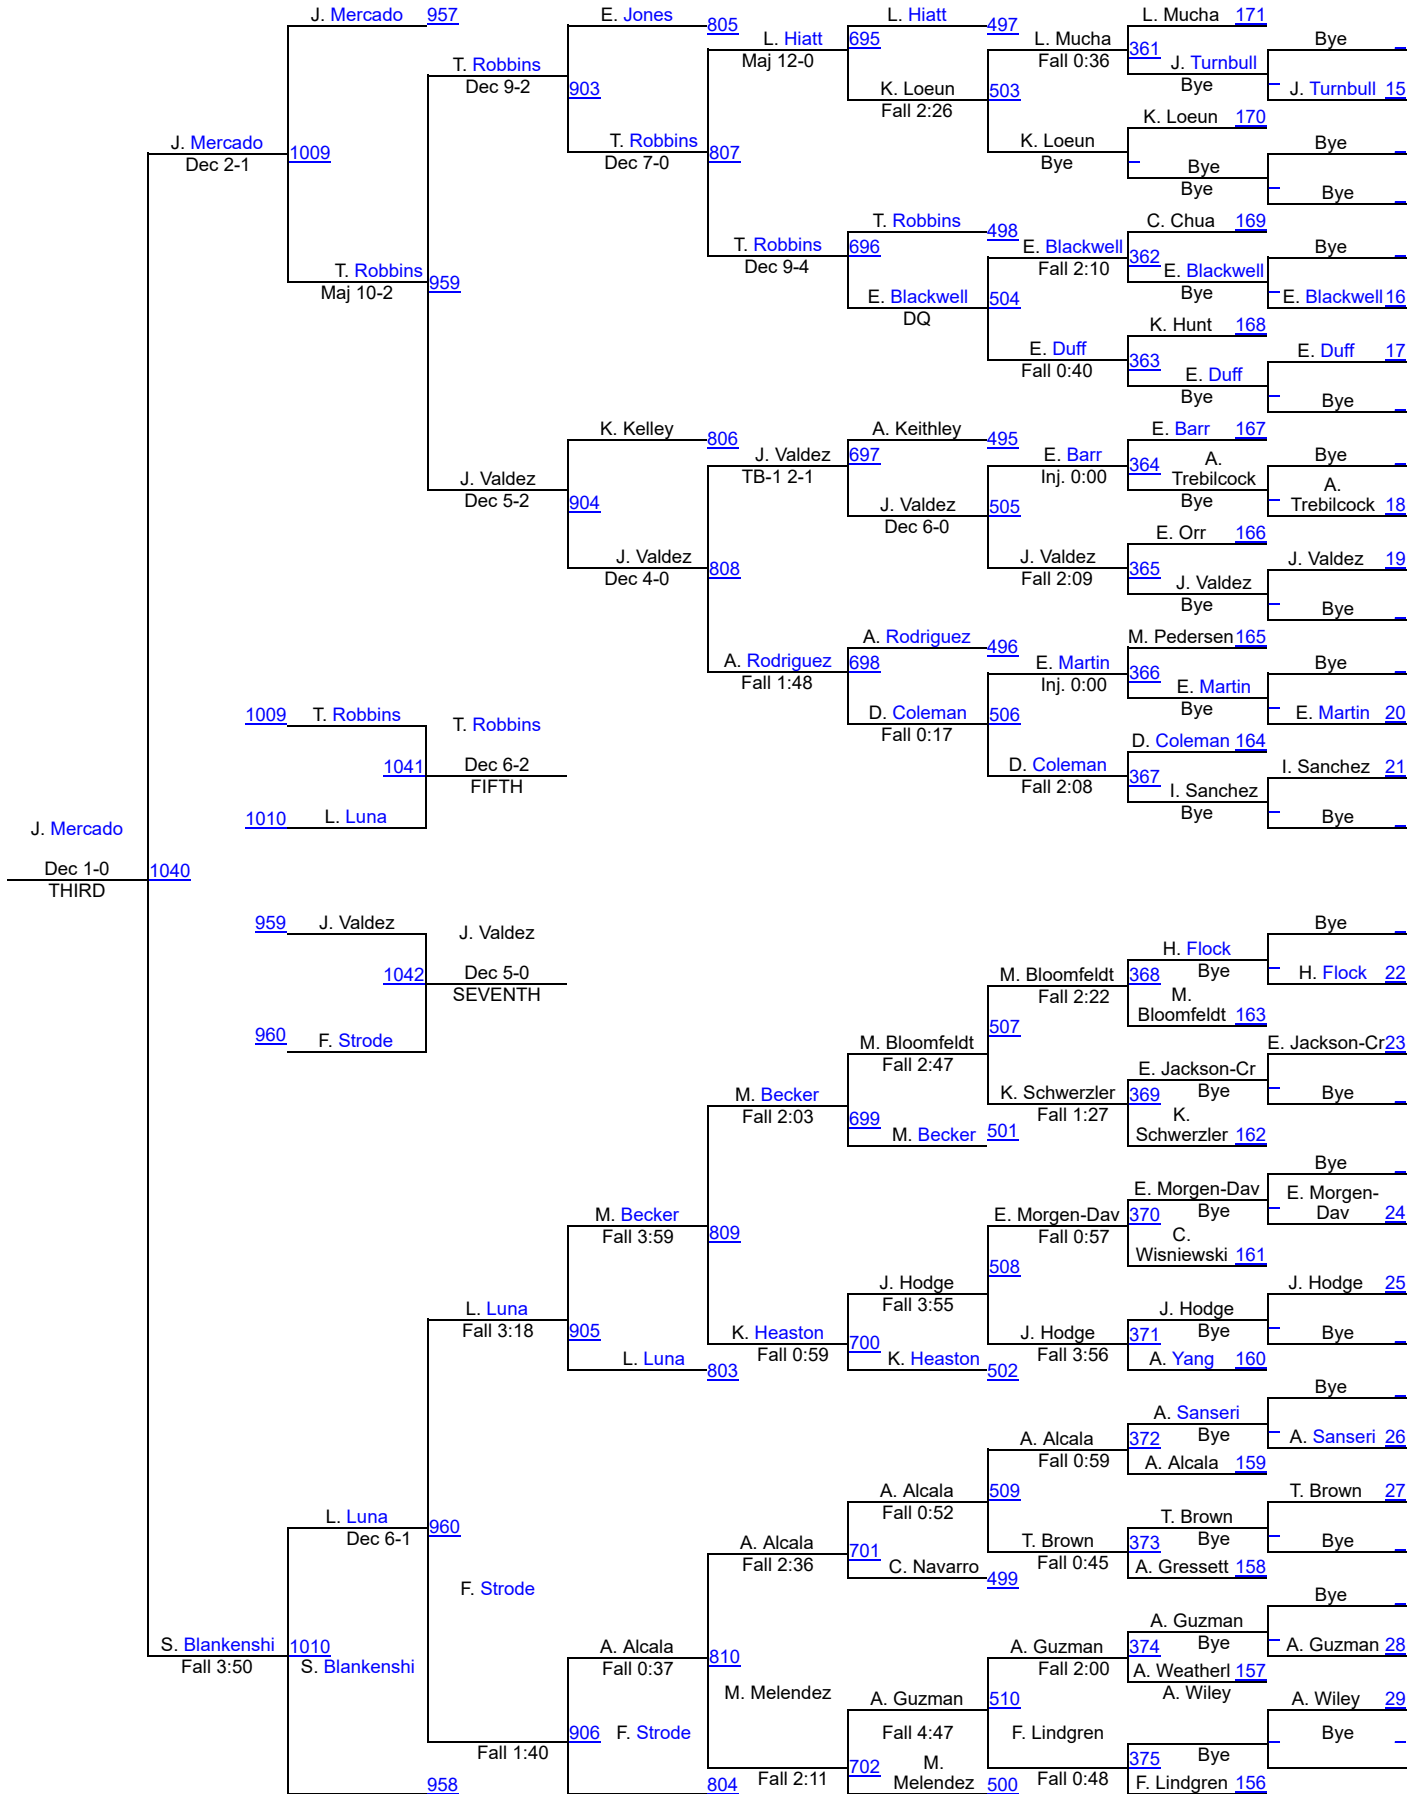 J. Mercado 957
E. Jones 805
L. Hiatt 497
L. Mucha 171
Bye
L. Hiatt 695
Maj 12-0
L. Mucha 361
Fall 0:36
J. Turnbull
Bye
J. Turnbull 15
T. Robbins
Dec 9-2
903
K. Loeun 503
Fall 2:26
K. Loeun 170
Bye
T. Robbins 807
Dec 7-0
K. Loeun
Bye
Bye
Bye
Bye
J. Mercado 1009
Dec 2-1
T. Robbins 498
C. Chua 169
Bye
T. Robbins 696
Dec 9-4
E. Blackwell 362
Fall 2:10
E. Blackwell
Bye
E. Blackwell 16
T. Robbins 959
Maj 10-2
E. Blackwell 504
DQ
K. Hunt 168
E. Duff 17
E. Duff 363
Fall 0:40
E. Duff
Bye
Bye
K. Kelley 806
A. Keithley 495
E. Barr 167
Bye
J. Valdez 697
TB-1 2-1
E. Barr 364
Inj. 0:00
A.
Trebilcock
Bye
A.
Trebilcock 18
J. Valdez 904
Dec 5-2
J. Valdez 505
Dec 6-0
E. Orr 166
J. Valdez 19
J. Valdez 808
Dec 4-0
J. Valdez 365
Fall 2:09
J. Valdez
Bye
Bye
A. Rodriguez 496
M. Pedersen 165
Bye
A. Rodriguez 698
Fall 1:48
E. Martin 366
Inj. 0:00
E. Martin
Bye
E. Martin 20
1009 T. Robbins
T. Robbins
D. Coleman 506
Fall 0:17
D. Coleman 164
I. Sanchez 21
1041 Dec 6-2
FIFTH
D. Coleman 367
Fall 2:08
I. Sanchez
Bye
Bye
1010 L. Luna
J. Mercado
Dec 1-0 1040
THIRD
959 J. Valdez
J. Valdez
Bye
H. Flock
1042 Dec 5-0
SEVENTH
M. Bloomfeldt 368
Fall 2:22
Bye
H. Flock 22
M.
Bloomfeldt 163
960 F. Strode
M. Bloomfeldt 507
Fall 2:47
E. Jackson-Cr 23
E. Jackson-Cr
M. Becker
Fall 2:03
K. Schwerzler 369
Fall 1:27
Bye
Bye
K.
Schwerzler 162
699
M. Becker 501
Bye
E. Morgen-Dav
E. Morgen-
Dav 24
M. Becker 809
Fall 3:59
E. Morgen-Dav 370
Fall 0:57
Bye
C.
Wisniewski 161
J. Hodge 508
Fall 3:55
J. Hodge 25
L. Luna 905
Fall 3:18
K. Heaston 700
Fall 0:59
J. Hodge 371
Fall 3:56
J. Hodge
Bye
Bye
L. Luna 803
K. Heaston 502
A. Yang 160
Bye
A. Alcala 372
Fall 0:59
A. Sanseri
Bye
A. Sanseri 26
A. Alcala 159
A. Alcala 509
Fall 0:52
T. Brown 27
L. Luna 960
Dec 6-1
A. Alcala 701
Fall 2:36
T. Brown 373
Fall 0:45
T. Brown
Bye
Bye
C. Navarro 499
A. Gressett 158
F. Strode
Bye
S. Blankenshi 1010
Fall 3:50
S. Blankenshi
A. Alcala 810
Fall 0:37
A. Guzman 374
Fall 2:00
A. Guzman
Bye
A. Guzman 28
A. Weatherl 157
M. Melendez
A. Guzman 510
Fall 4:47
A. Wiley
A. Wiley 29
Fall 1:40
906 F. Strode
F. Lindgren
Bye
Fall 2:11
702 M.
Melendez 500
Fall 0:48
375 Bye
958
804
F. Lindgren 156